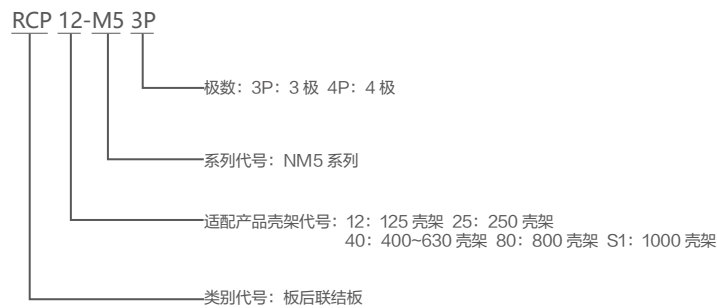 RCP 12-M5 3P
极数：3P：3 极 4P：4 极
系列代号：NM5 系列
适配产品壳架代号：12：125 壳架 25：250 壳架
40：400~630 壳架 80：800 壳架 S1：1000 壳架
类别代号：板后联结板